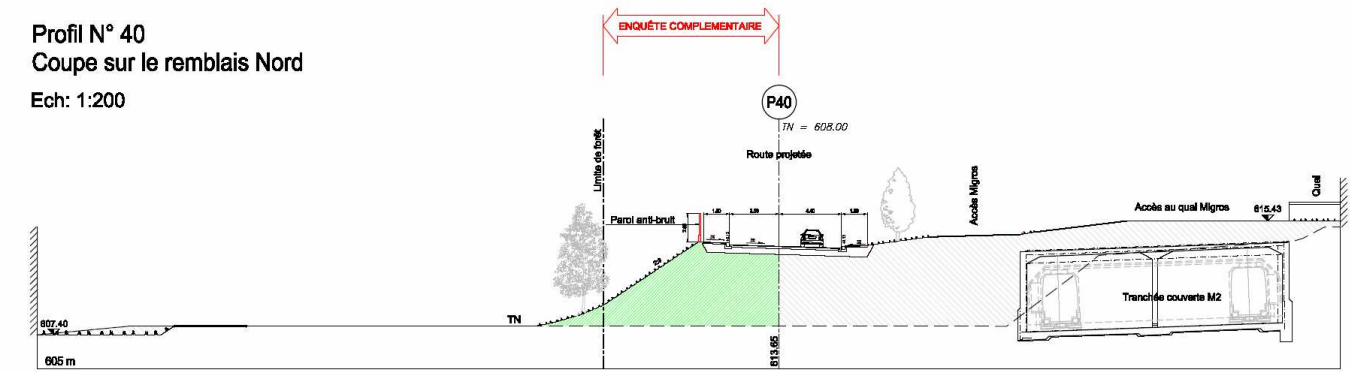 Profil N° 40
Coupe sur le remblais Nord
Ech: 1:200
ENQUÊTE COMPLEMENTAIRE
P40
TN = 608.00
Limite de forêt
Route projetée
Paroi anti-bruit
Accès Migros
Accès au quai Migros
615.43
Quai
Tranchée couverte M2
TN
607.40
605 m
613.65